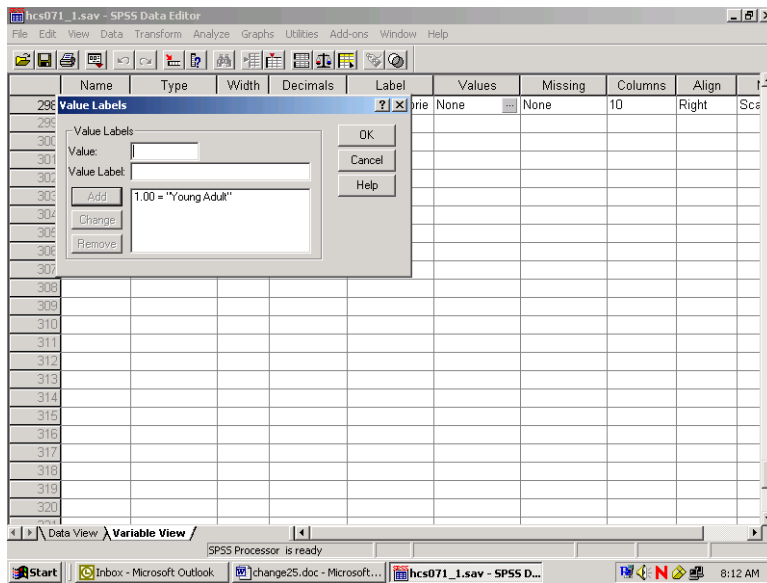 hcs071_1.sav - SPSS Data Editor
File Edit View Data Transform Analyze Graphs Utilities Add-ons Window Help
Name Type Width Decimals Label Values Missing Columns Align
298 None ... None 10 Right Sca
Value Labels
Value Labels
Value:
Value Label:
Add
Change
Remove
1.00 = "Young Adult"
OK
Cancel
Help
299
300
301
302
303
304
305
306
307
308
309
310
311
312
313
314
315
316
317
318
319
320
Data View Variable View
SPSS Processor is ready
Start Inbox - Microsoft Outlook change25.doc - Microsoft... hcs071_1.sav - SPSS D... N 8:12 AM